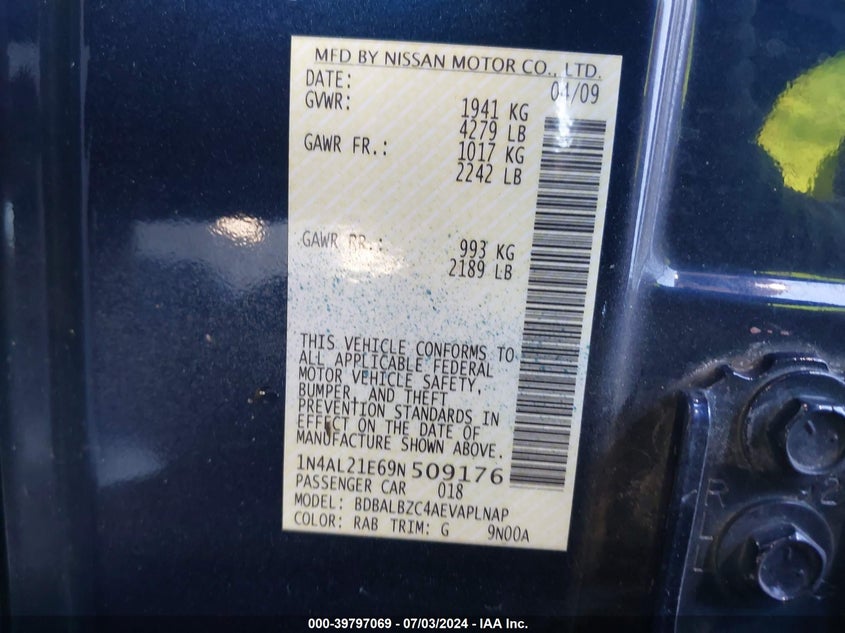 MFD BY NISSAN MOTOR CO., LTD.
DATE: 04/09
GVWR: 1941 KG
4279 LB
GAWR FR.: 1017 KG
2242 LB
GAWR RR.: 993 KG
2189 LB
THIS VEHICLE CONFORMS TO
ALL APPLICABLE FEDERAL
MOTOR VEHICLE SAFETY,
BUMPER, AND THEFT
PREVENTION STANDARDS IN
EFFECT ON THE DATE OF
MANUFACTURE SHOWN ABOVE.
1N4AL21E69N509176
PASSENGER CAR 018
MODEL: BDBALBZC4AEVAPLNAP
COLOR: RAB TRIM: G 9N00A
000-39797069 - 07/03/2024 - IAA Inc.